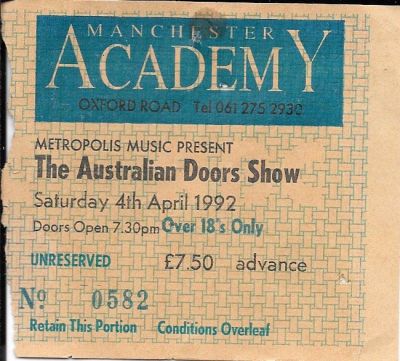 MANCHESTER
ACADEMY
OXFORD ROAD Tel 061 275 2930
METROPOLIS MUSIC PRESENT
The Australian Doors Show
Saturday 4th April 1992
Doors Open 7.30pm Over 18's Only
UNRESERVED £7.50 advance
No 0582
Retain This Portion Conditions Overleaf